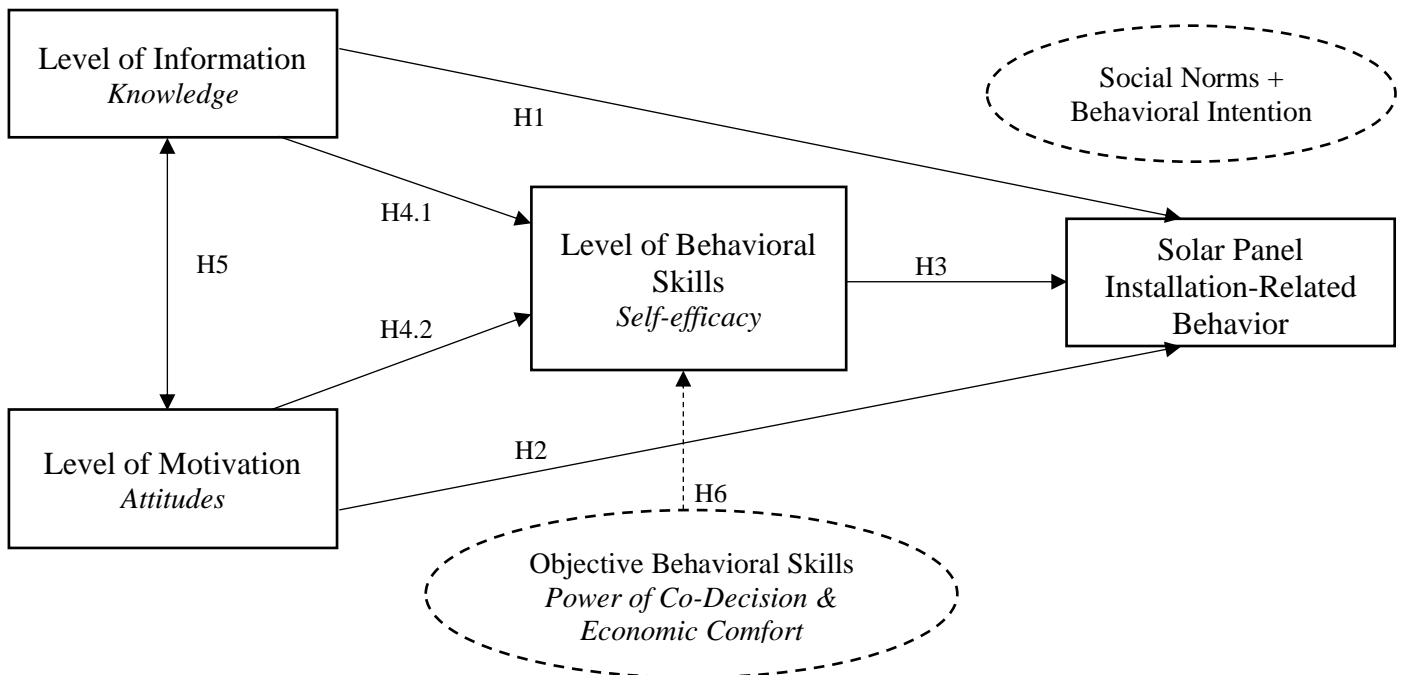 Level of Information
Knowledge
Social Norms +
Behavioral Intention
H1
H4.1
Level of Behavioral
Skills
Self-efficacy
H5
H3
Solar Panel
Installation-Related
Behavior
H4.2
Level of Motivation
Attitudes
H2
H6
Objective Behavioral Skills
Power of Co-Decision &
Economic Comfort